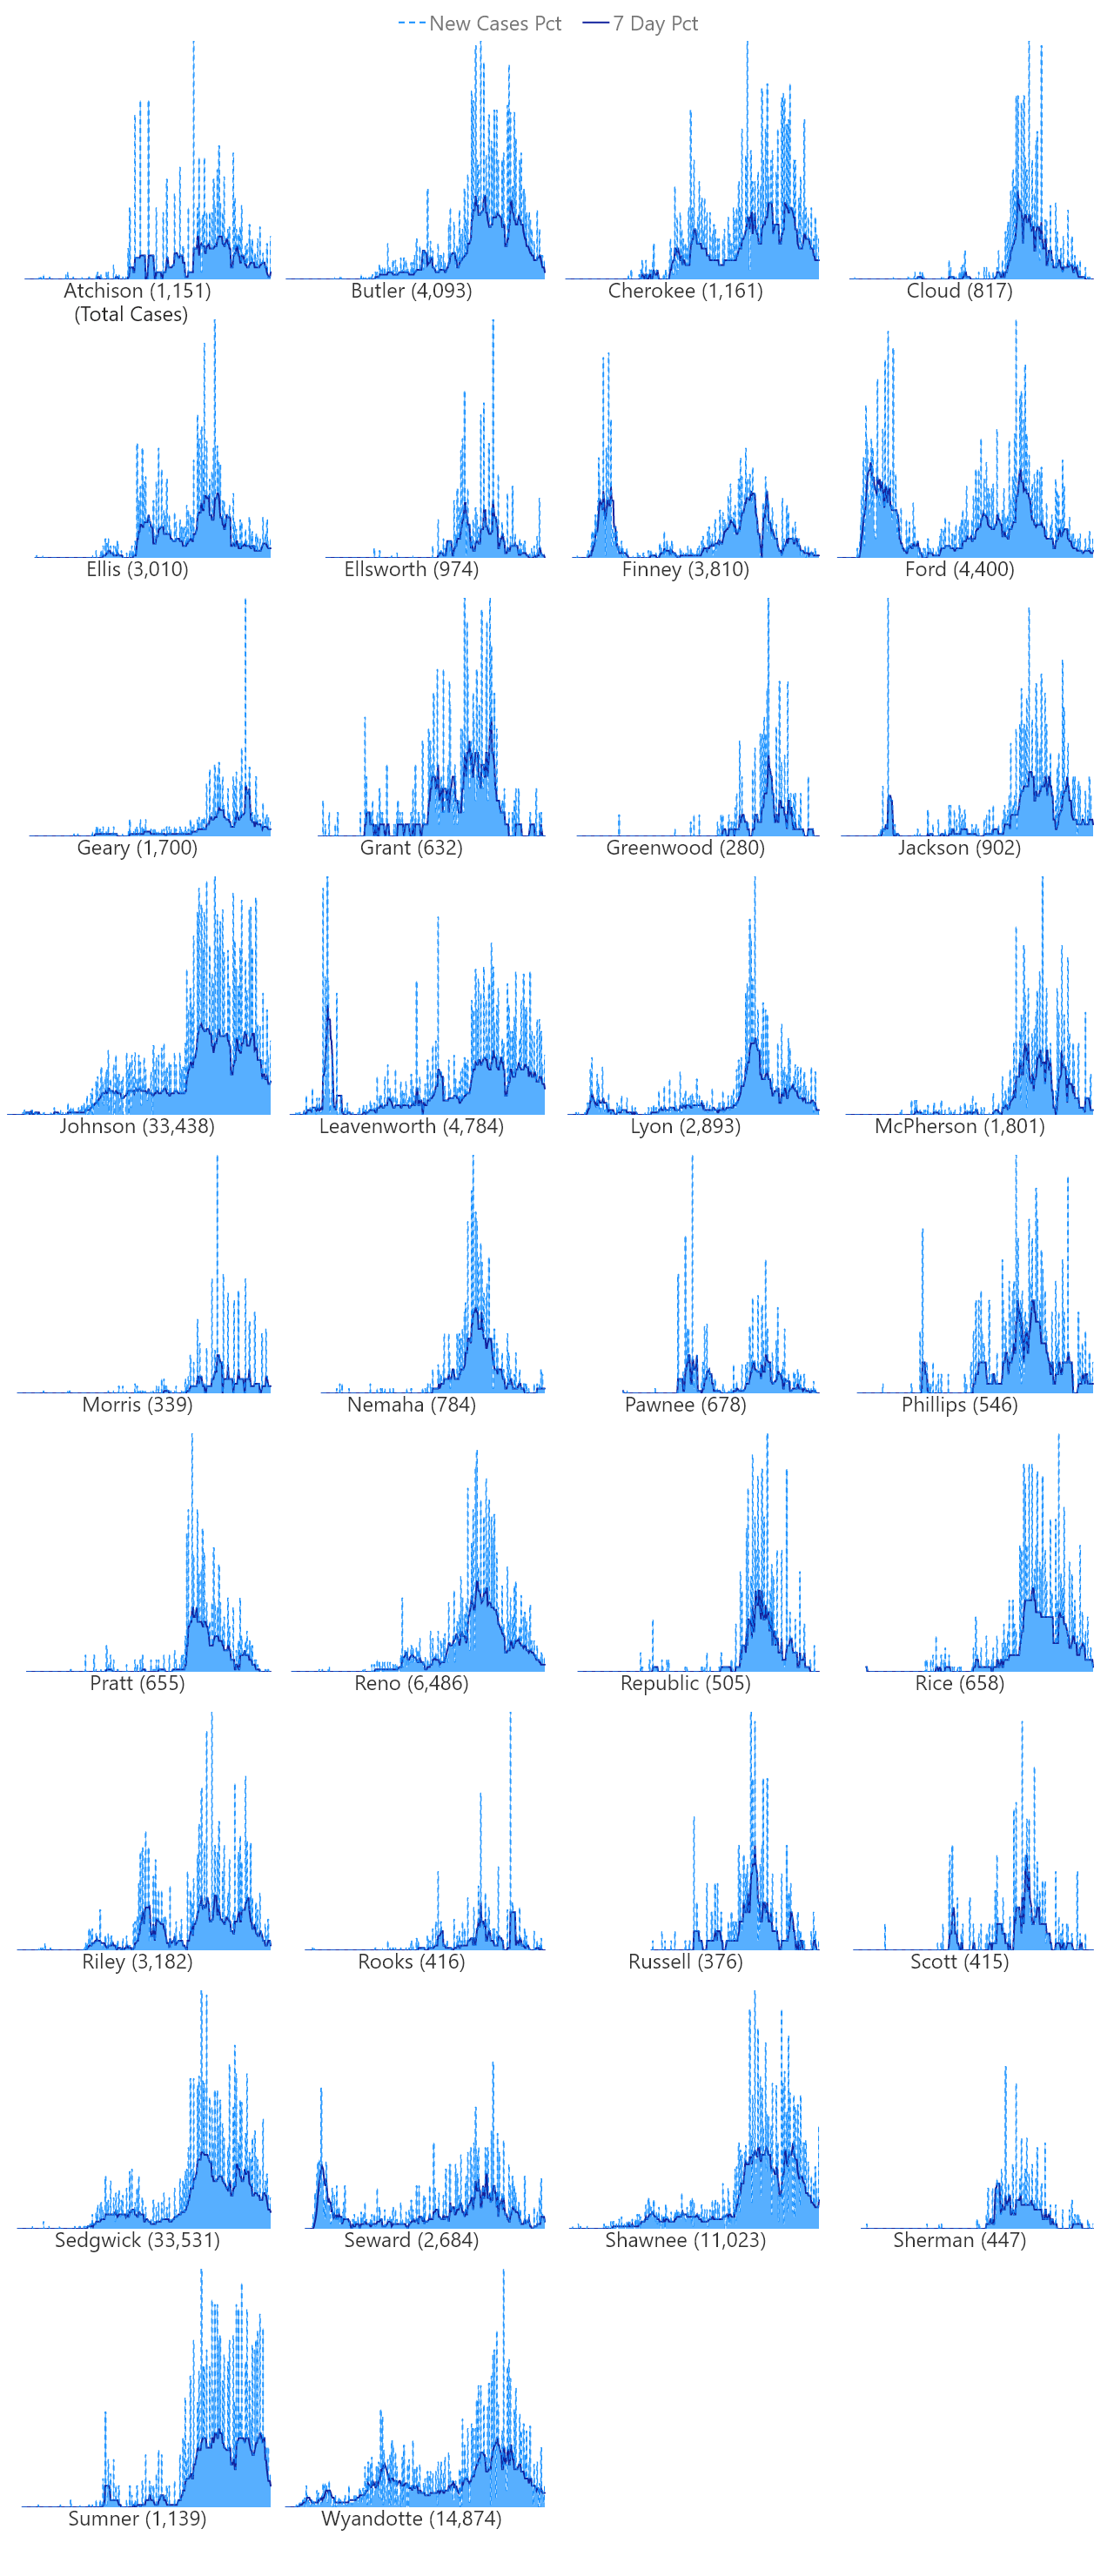 New Cases Pct 7 Day Pct
Atchison (1,151) Butler (4,093) Cherokee (1,161) Cloud (817)
(Total Cases)
Ellis (3,010) Ellsworth (974) Finney (3,810) Ford (4,400)
Geary (1,700) Grant (632) Greenwood (280) Jackson (902)
Johnson (33,438) Leavenworth (4,784) Lyon (2,893) McPherson (1,801)
Morris (339) Nemaha (784) Pawnee (678) Phillips (546)
Pratt (655) Reno (6,486) Republic (505) Rice (658)
Riley (3,182) Rooks (416) Russell (376) Scott (415)
Sedgwick (33,531) Seward (2,684) Shawnee (11,023) Sherman (447)
Sumner (1,139) Wyandotte (14,874)